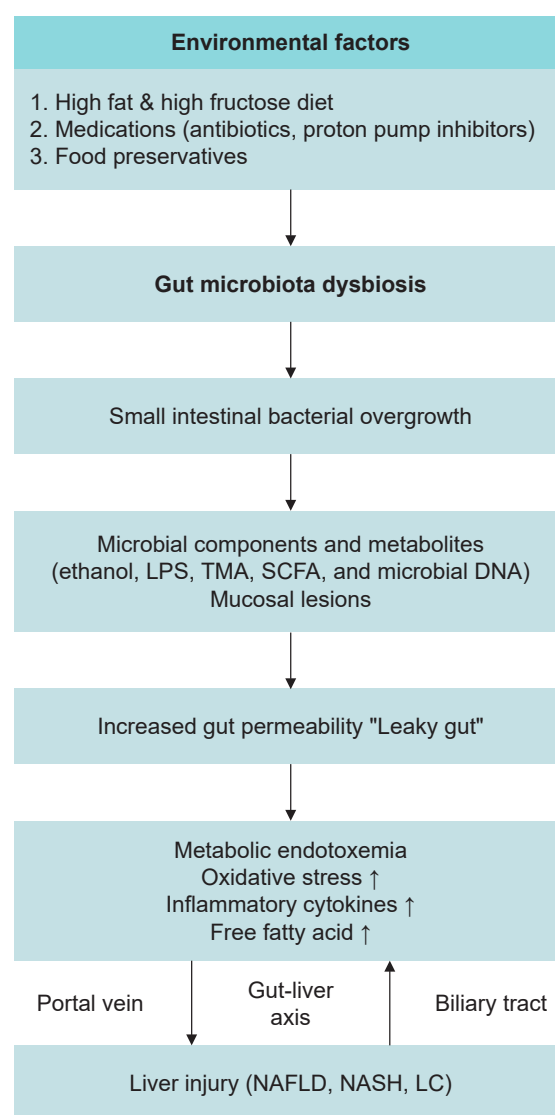 Environmental factors
1. High fat & high fructose diet
2. Medications (antibiotics, proton pump inhibitors)
3. Food preservatives
Gut microbiota dysbiosis
Small intestinal bacterial overgrowth
Microbial components and metabolites
(ethanol, LPS, TMA, SCFA, and microbial DNA)
Mucosal lesions
Increased gut permeability "Leaky gut"
Metabolic endotoxemia
Oxidative stress ↑
Inflammatory cytokines ↑
Free fatty acid ↑
Portal vein
Gut-liver
axis
Biliary tract
Liver injury (NAFLD, NASH, LC)